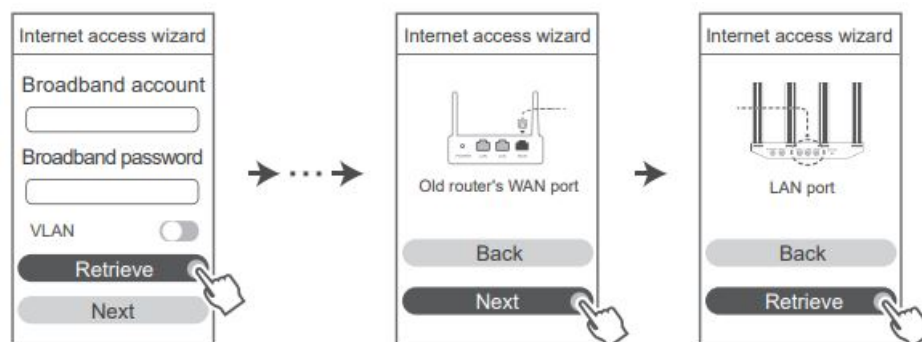 Internet access wizard
Broadband account
Broadband password
VLAN
Retrieve
Next
Internet access wizard
Old router's WAN port
Back
Next
Internet access wizard
LAN port
Back
Retrieve